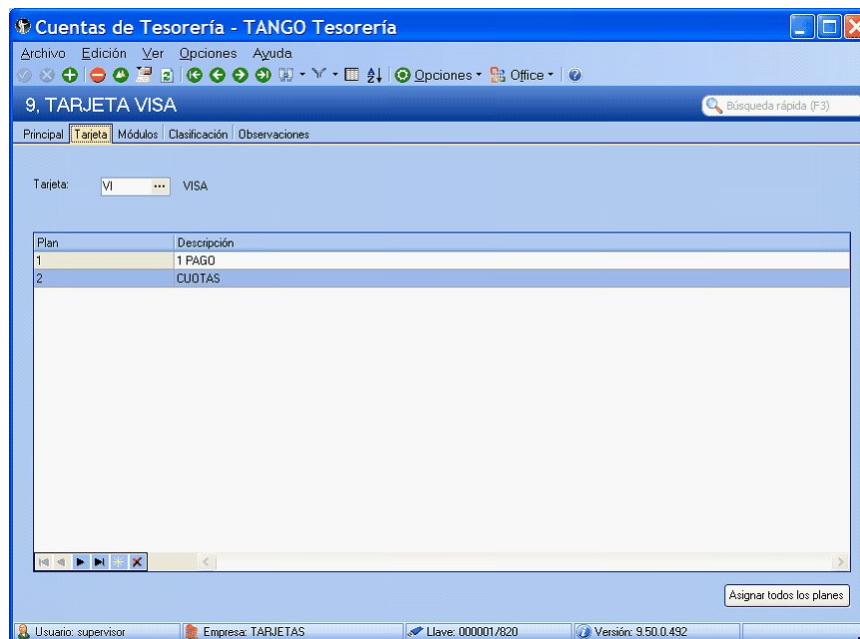 Cuentas de Tesorería - TANGO Tesorería
Archivo Edición Ver Opciones Ayuda
Opciones Office
9, TARJETA VISA Búsqueda rápida (F3)
Principal Tarjeta Módulos Clasificación Observaciones
Tarjeta: VI ... VISA
Plan Descripción
1 1 PAGO
2 CUOTAS
Asignar todos los planes
Usuario: supervisor Empresa: TARJETAS Llave: 000001/820 Versión: 9.50.0.492